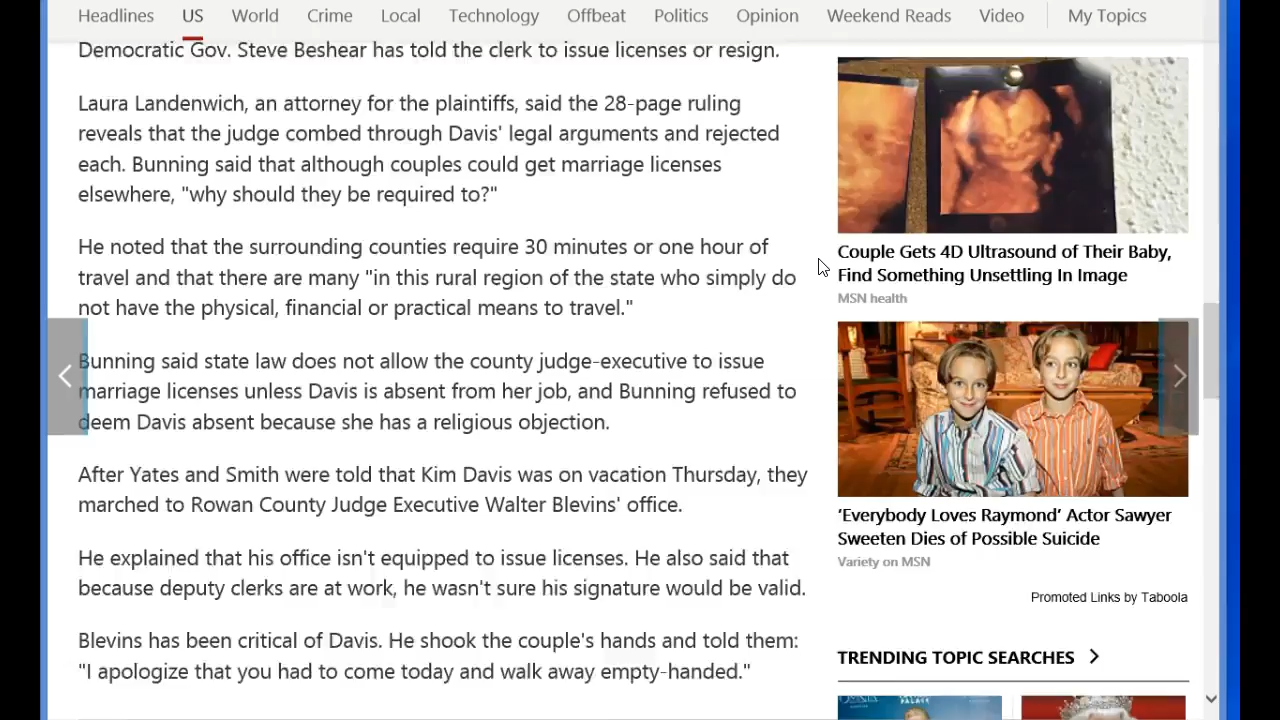 Headlines US World Crime Local Technology Offbeat Politics Opinion Weekend Reads Video My Topics
Democratic Gov. Steve Beshear has told the clerk to issue licenses or resign.
Laura Landenwich, an attorney for the plaintiffs, said the 28-page ruling
reveals that the judge combed through Davis' legal arguments and rejected
each. Bunning said that although couples could get marriage licenses
elsewhere, "why should they be required to?"
He noted that the surrounding counties require 30 minutes or one hour of
travel and that there are many "in this rural region of the state who simply do
not have the physical, financial or practical means to travel."
Bunning said state law does not allow the county judge-executive to issue
marriage licenses unless Davis is absent from her job, and Bunning refused to
deem Davis absent because she has a religious objection.
After Yates and Smith were told that Kim Davis was on vacation Thursday, they
marched to Rowan County Judge Executive Walter Blevins' office.
He explained that his office isn't equipped to issue licenses. He also said that
because deputy clerks are at work, he wasn't sure his signature would be valid.
Blevins has been critical of Davis. He shook the couple's hands and told them:
"I apologize that you had to come today and walk away empty-handed."
Couple Gets 4D Ultrasound of Their Baby,
Find Something Unsettling In Image
MSN health
‘Everybody Loves Raymond’ Actor Sawyer
Sweeten Dies of Possible Suicide
Variety on MSN
Promoted Links by Taboola
TRENDING TOPIC SEARCHES